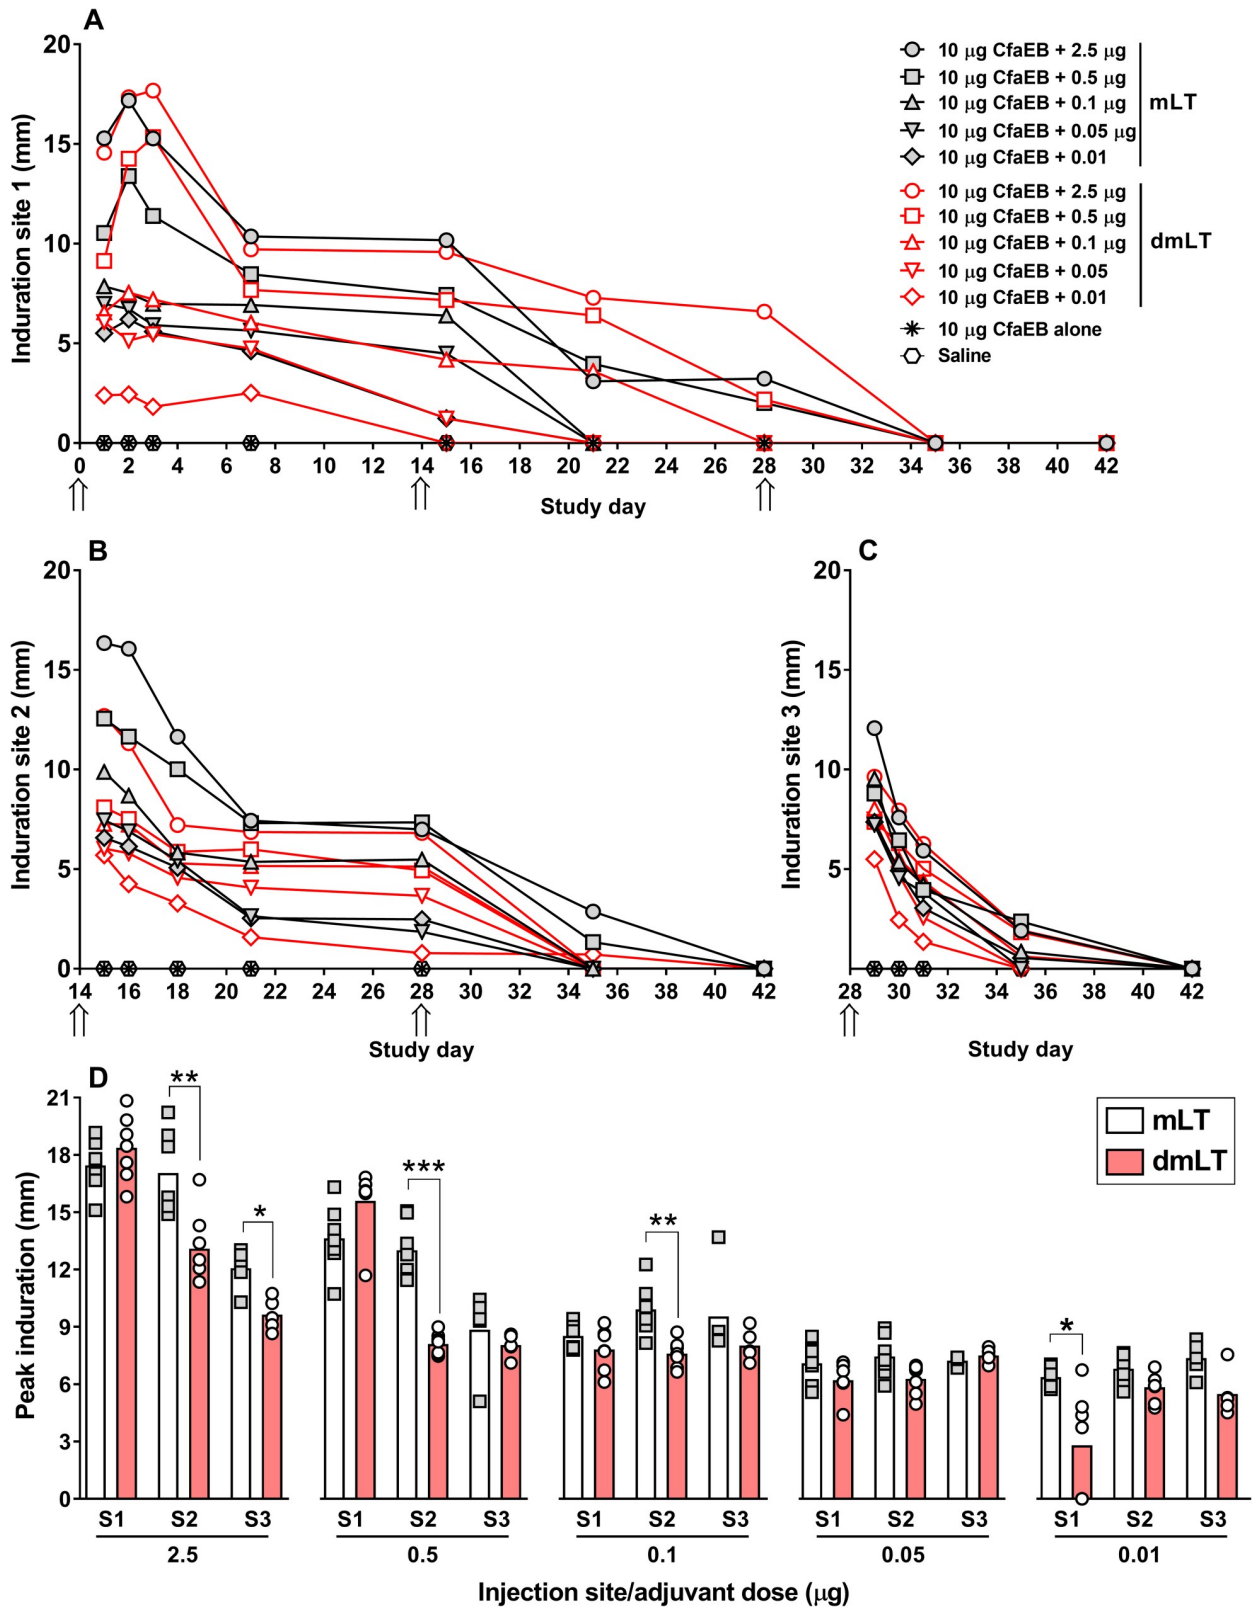 A
20
15
10
5
0
Induration site 1 (mm)
0 2 4 6 8 10 12 14 16 18 20 22 24 26 28 30 32 34 36 38 40 42
Study day
10 μg CfaEB + 2.5 μg
10 μg CfaEB + 0.5 μg
10 μg CfaEB + 0.1 μg
10 μg CfaEB + 0.05 μg
10 μg CfaEB + 0.01
mLT
10 μg CfaEB + 2.5 μg
10 μg CfaEB + 0.5 μg
10 μg CfaEB + 0.1 μg
10 μg CfaEB + 0.05
10 μg CfaEB + 0.01
dmLT
10 μg CfaEB alone
Saline
B
20
15
10
5
0
Induration site 2 (mm)
14 16 18 20 22 24 26 28 30 32 34 36 38 40 42
Study day
C
20
15
10
5
0
Induration site 3 (mm)
28 30 32 34 36 38 40 42
Study day
D
21
18
15
12
9
6
3
0
Peak induration (mm)
** * *** ** *
mLT
dmLT
S1 S2 S3 S1 S2 S3 S1 S2 S3 S1 S2 S3 S1 S2 S3
2.5 0.5 0.1 0.05 0.01
Injection site/adjuvant dose (μg)